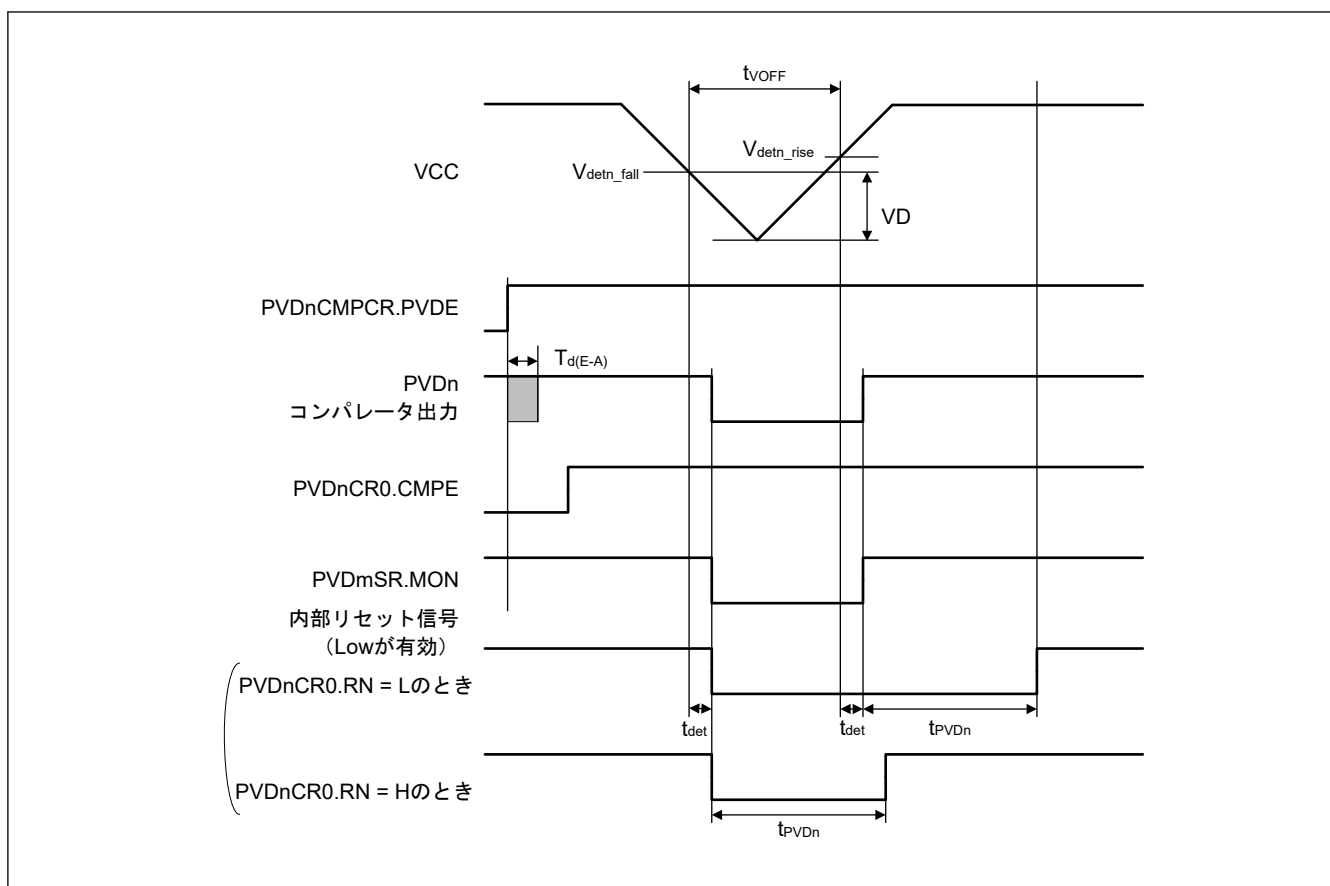 tVOFF
Vdetn_rise
VCC
Vdetn_fall
VD
PVDnCMPCR.PVDE
Td(E-A)
PVDn
コンパレータ出力
PVDnCR0.CMPE
PVDmSR.MON
内部リセット信号
（Lowが有効）
PVDnCR0.RN = Lのとき
tdet
tdet
tPVDn
PVDnCR0.RN = Hのとき
tPVDn